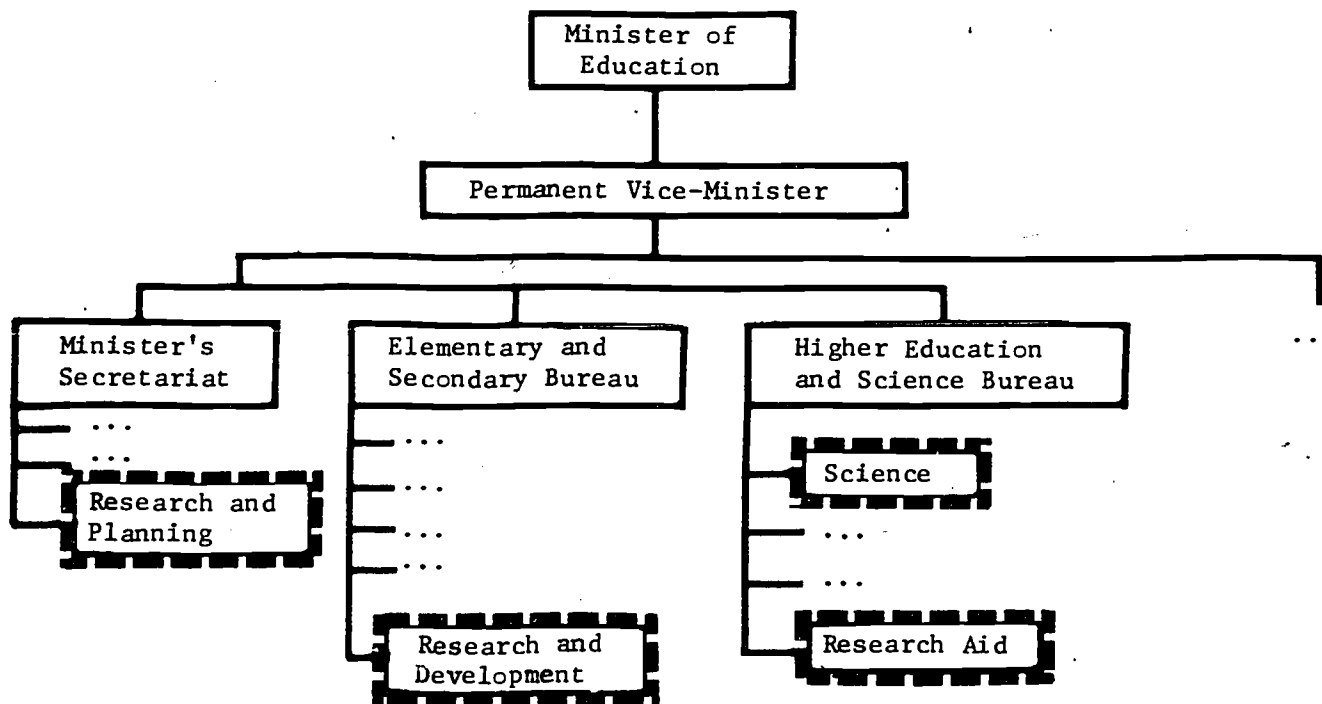 Minister of
Education
Permanent Vice-Minister
Minister's
Secretariat
...
...
Research and
Planning
Elementary and
Secondary Bureau
...
...
...
...
Research and
Development
Higher Education
and Science Bureau
Science
...
...
Research Aid
..
..